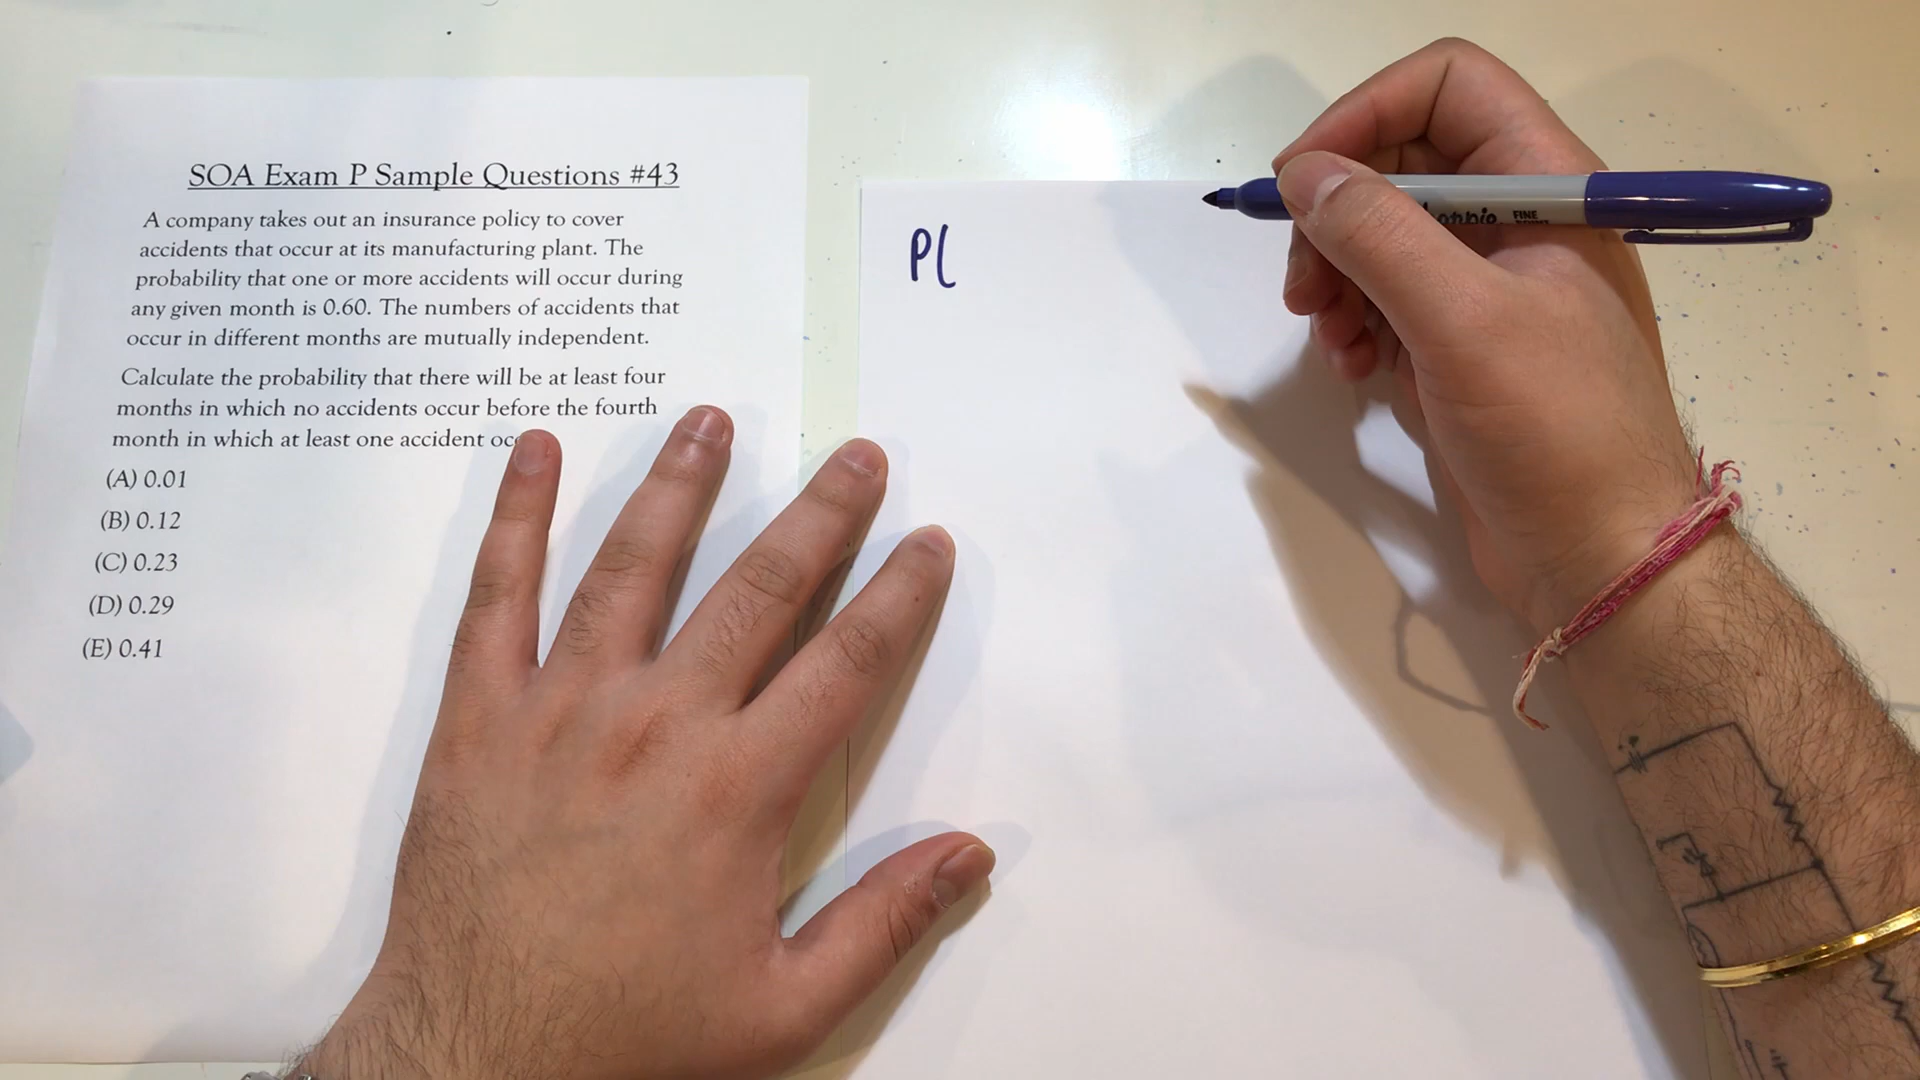 SOA Exam P Sample Questions #43
A company takes out an insurance policy to cover
accidents that occur at its manufacturing plant. The
probability that one or more accidents will occur during
any given month is 0.60. The numbers of accidents that
occur in different months are mutually independent.
Calculate the probability that there will be at least four
months in which no accidents occur before the fourth
month in which at least one accident
(A) 0.01
(B) 0.12
(C) 0.23
(D) 0.29
(E) 0.41
P(
FINE